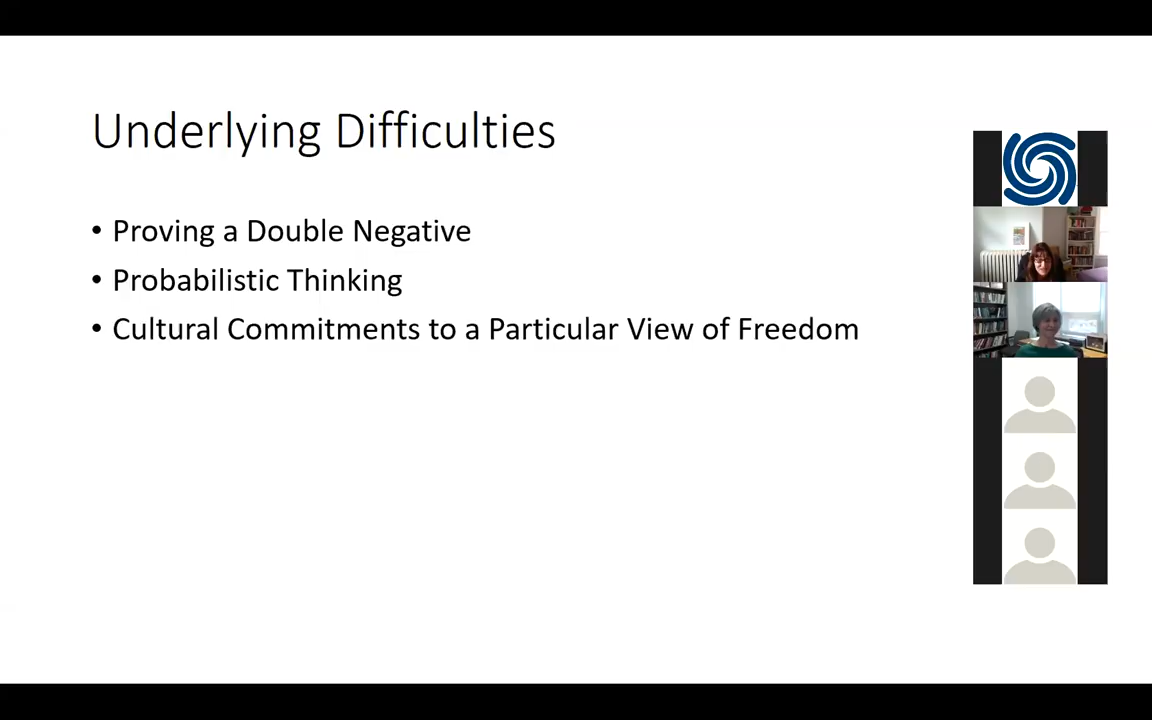 Underlying Difficulties
• Proving a Double Negative
• Probabilistic Thinking
• Cultural Commitments to a Particular View of Freedom